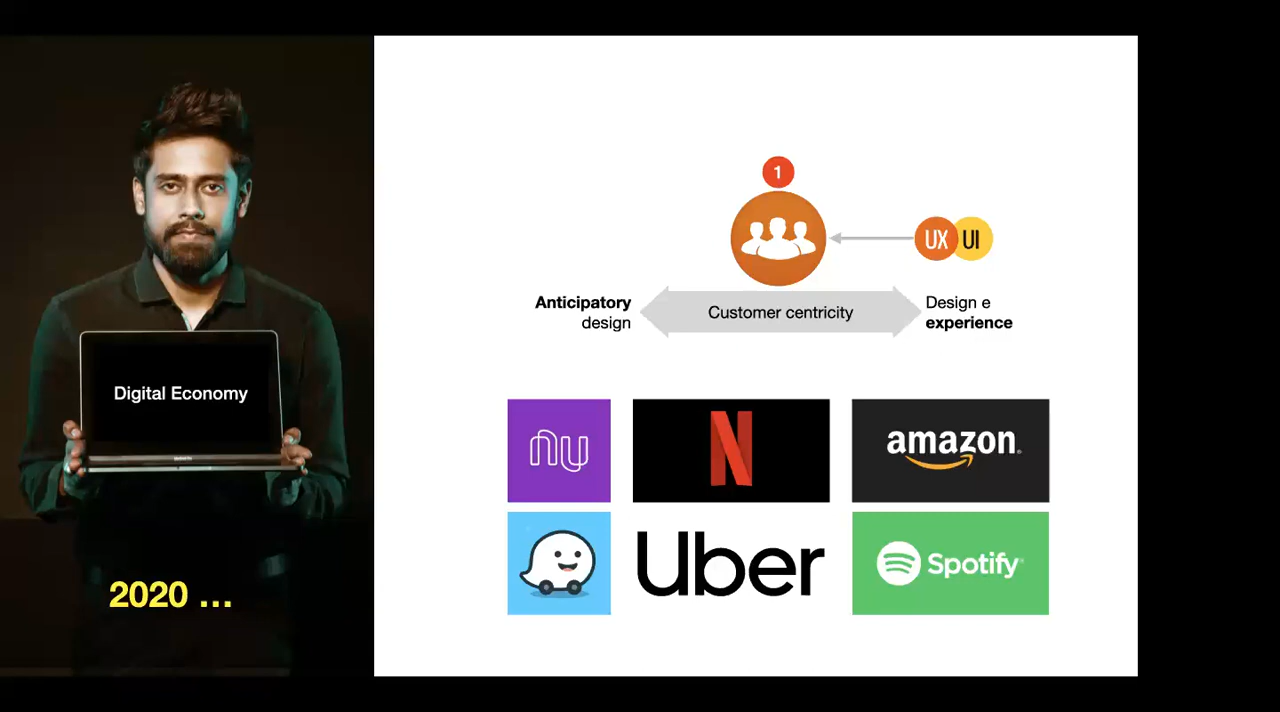 Digital Economy
2020 ...
1
UX UI
Anticipatory
design
Customer centricity
Design e
experience
nu
N
amazon
Uber
Spotify